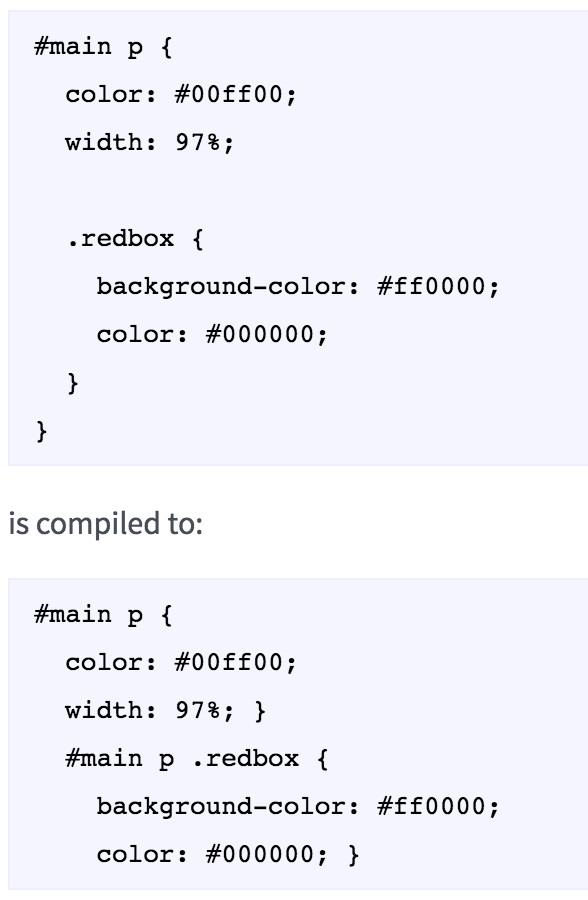 #main p {
  color: #00ff00;
  width: 97%;

  .redbox {
    background-color: #ff0000;
    color: #000000;
  }
}
is compiled to:
#main p {
  color: #00ff00;
  width: 97%; }
  #main p .redbox {
    background-color: #ff0000;
    color: #000000; }